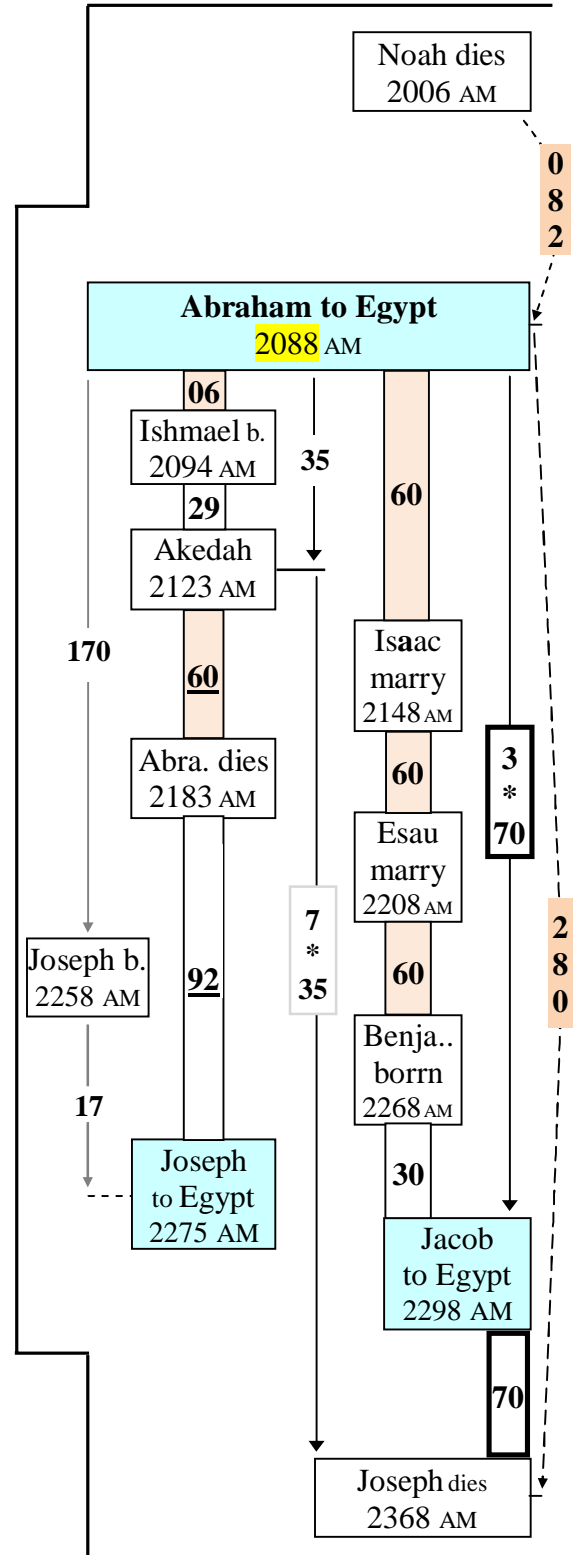 Noah dies
2006 AM
0
8
2
Abraham to Egypt
2088 AM
06
Ishmael b.
2094 AM
35
60
29
Akedah
2123 AM
170
60
Isaac
marry
2148 AM
3
*
70
Abra. dies
2183 AM
60
Esau
marry
2208 AM
7
*
35
2
8
0
Joseph b.
2258 AM
92
60
Benja..
borrn
2268 AM
17
Joseph
to Egypt
2275 AM
30
Jacob
to Egypt
2298 AM
70
Joseph dies
2368 AM